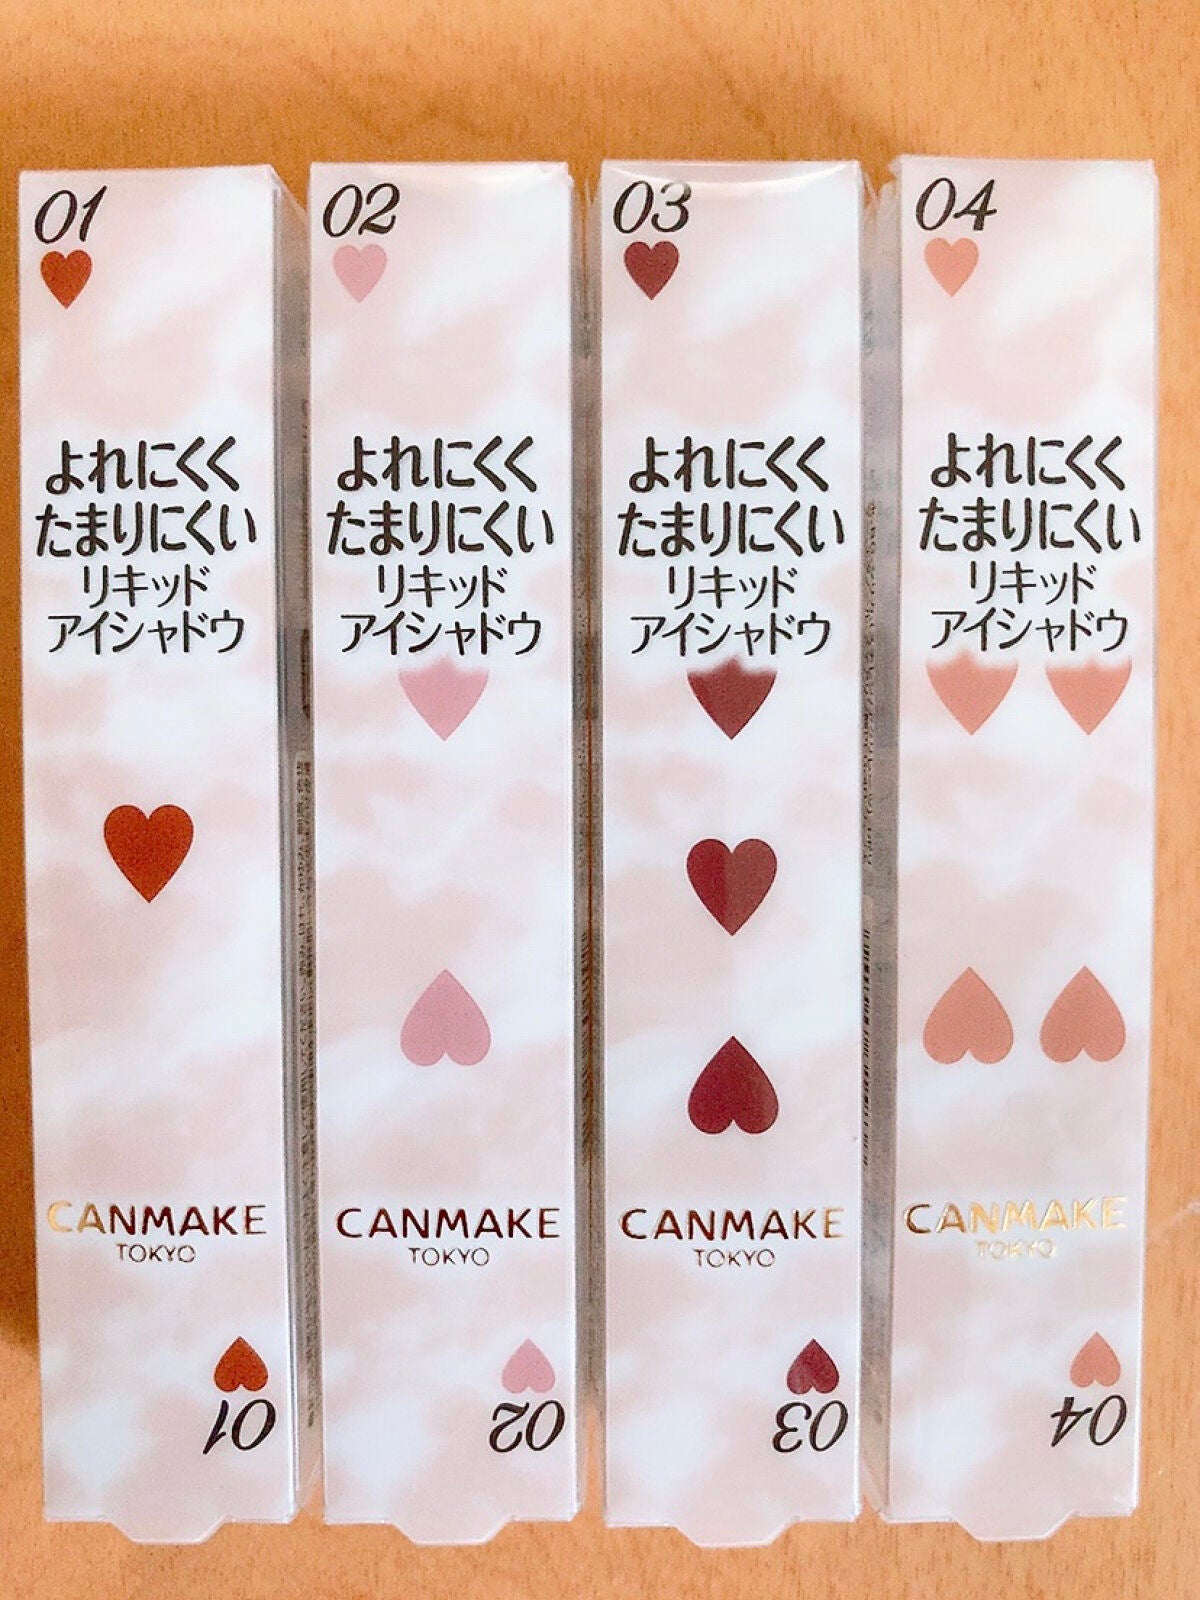 01
よれにくく
たまりにくい
リキッド
アイシャドウ
CANMAKE
TOKYO
01
02
よれにくく
たまりにくい
リキッド
アイシャドウ
CANMAKE
TOKYO
02
03
よれにくく
たまりにくい
リキッド
アイシャドウ
CANMAKE
TOKYO
03
04
よれにくく
たまりにくい
リキッド
アイシャドウ
CANMAKE
TOKYO
04